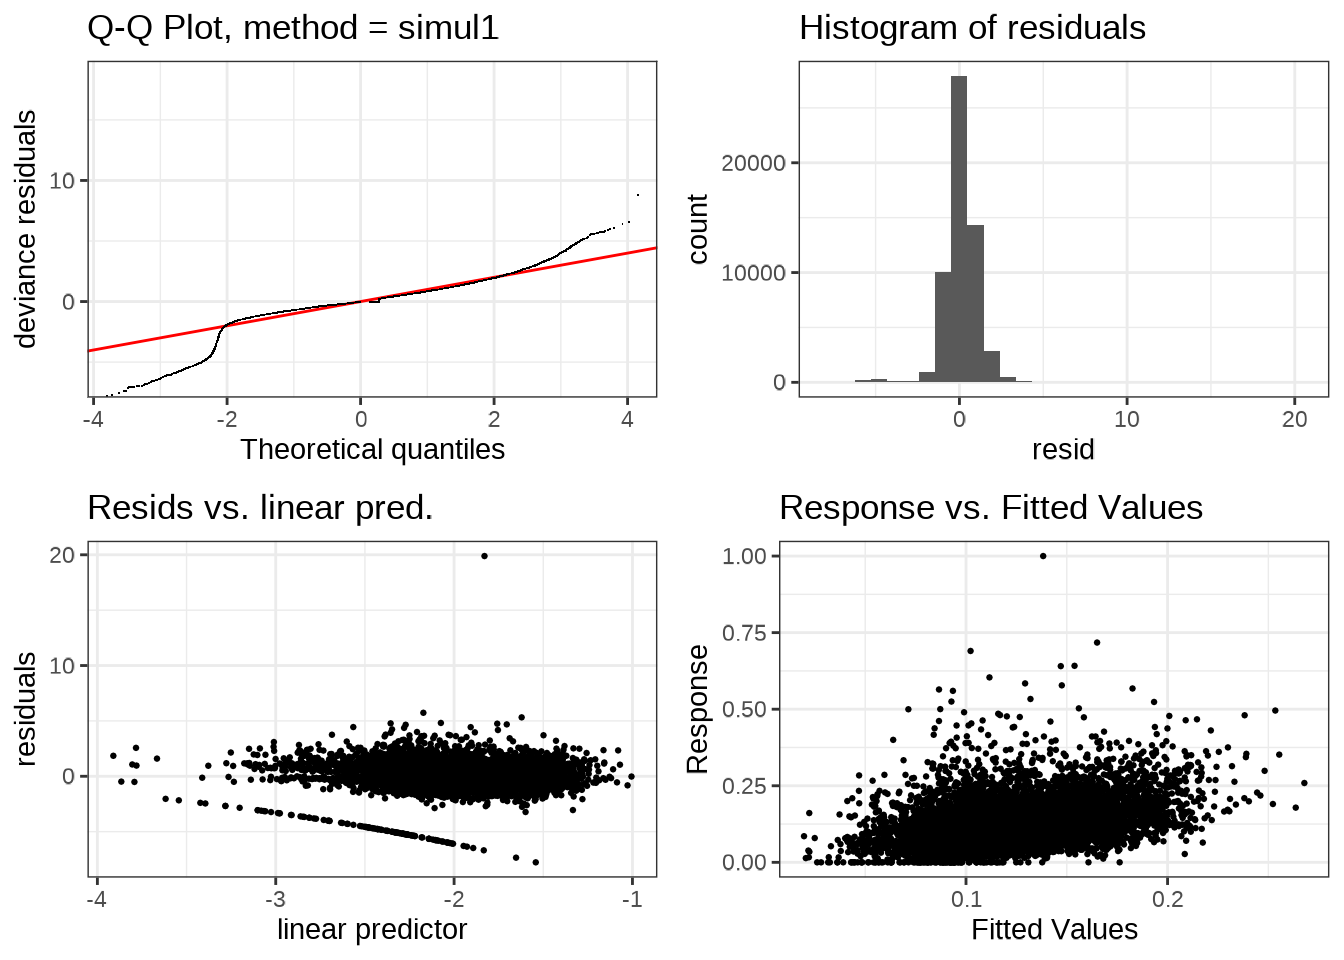 Q-Q Plot, method = simul1
deviance residuals
10
0
-4 -2 0 2 4
Theoretical quantiles
Histogram of residuals
count
20000
10000
0
0 10 20
resid
Resids vs. linear pred.
residuals
20
10
0
-4 -3 -2 -1
linear predictor
Response vs. Fitted Values
Response
1.00
0.75
0.50
0.25
0.00
0.1 0.2
Fitted Values